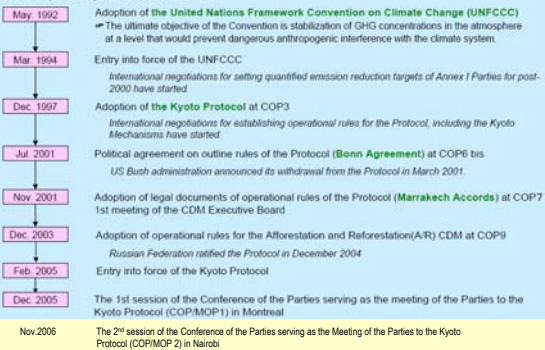 May. 1992 Adoption of the United Nations Framework Convention on Climate Change (UNFCCC)
The ultimate objective of the Convention is stabilization of GHG concentrations in the atmosphere
at a level that would prevent dangerous anthropogenic interference with the climate system.
Mar. 1994 Entry into force of the UNFCCC
International negotiations for setting quantified emission reduction targets of Annex I Parties for post-
2000 have started.
Dec. 1997 Adoption of the Kyoto Protocol at COP3
International negotiations for establishing operational rules for the Protocol, including the Kyoto
Mechanisms have started.
Jul. 2001 Political agreement on outline rules of the Protocol (Bonn Agreement) at COP6 bis
US Bush administration announced its withdrawal from the Protocol in March 2001.
Nov. 2001 Adoption of legal documents of operational rules of the Protocol (Marrakech Accords) at COP7
1st meeting of the CDM Executive Board
Dec. 2003 Adoption of operational rules for the Afforestation and Reforestation(A/R) CDM at COP9
Russian Federation ratified the Protocol in December 2004
Feb. 2005 Entry into force of the Kyoto Protocol
Dec. 2005 The 1st session of the Conference of the Parties serving as the meeting of the Parties to the
Kyoto Protocol (COP/MOP1) in Montreal
Nov.2006 The 2nd session of the Conference of the Parties serving as the Meeting of the Parties to the Kyoto
Protocol (COP/MOP 2) in Nairobi